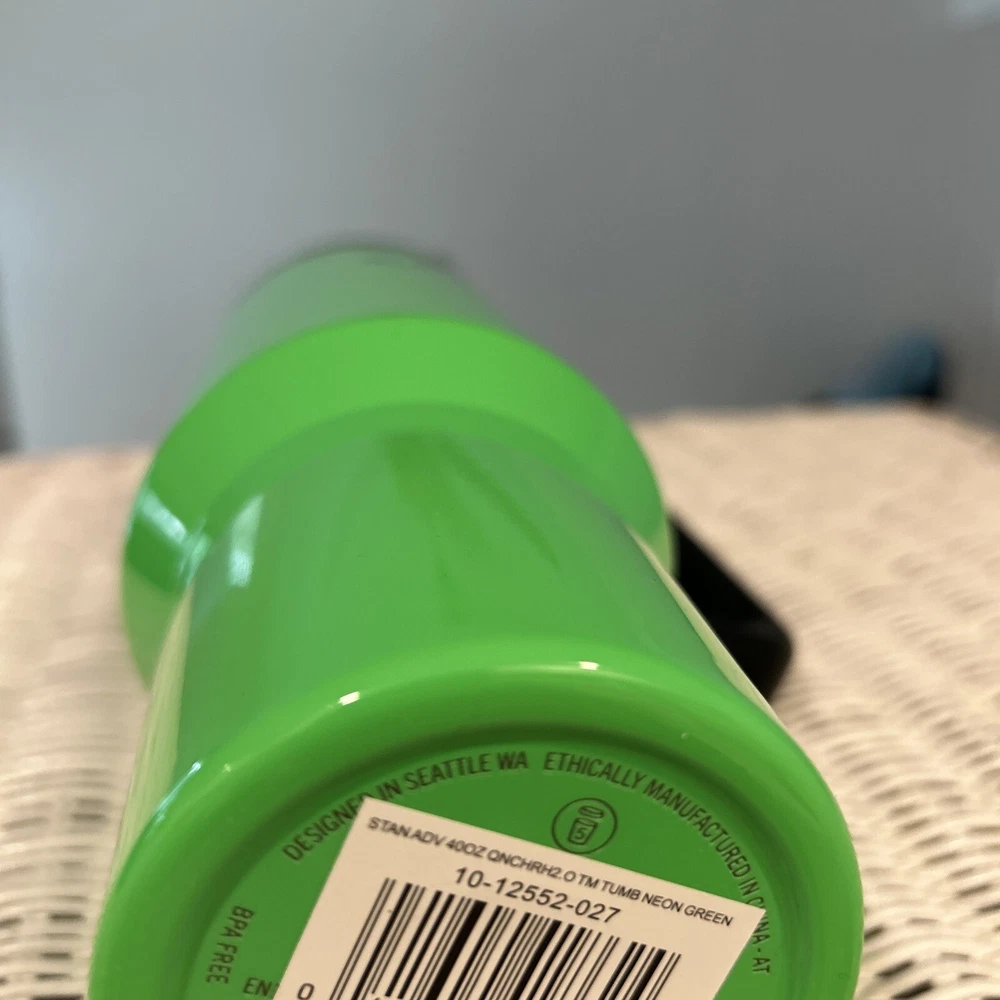 DESIGNED IN SEATTLE WA ETHICALLY MANUFACTURED IN CHINA - AT
STAN.ADV 40OZ QNCHRH2.O TM TUMB NEON GREEN
10-12552-027
BPA FREE
0